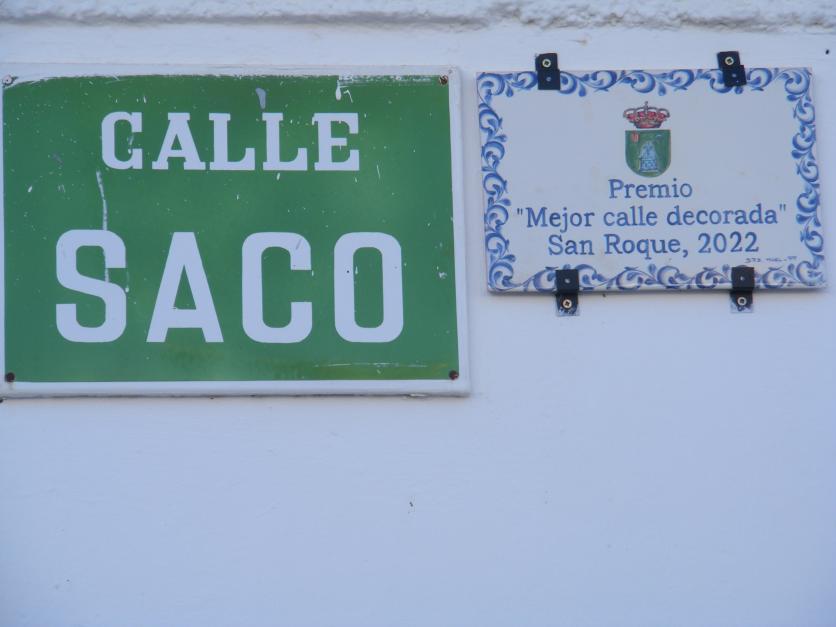 CALLE
SACO
Premio
"Mejor calle decorada"
San Roque, 2022